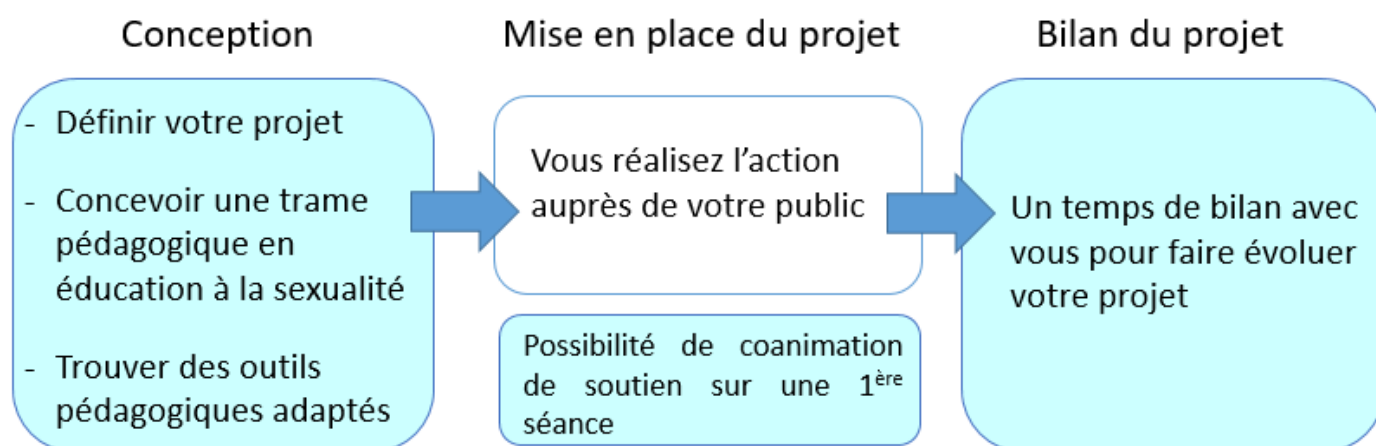 Conception
- Définir votre projet
- Concevoir une trame
pédagogique en
éducation à la sexualité
- Trouver des outils
pédagogiques adaptés
Mise en place du projet
Vous réalisez l’action
auprès de votre public
Possibilité de coanimation
de soutien sur une 1ère
séance
Bilan du projet
Un temps de bilan avec
vous pour faire évoluer
votre projet